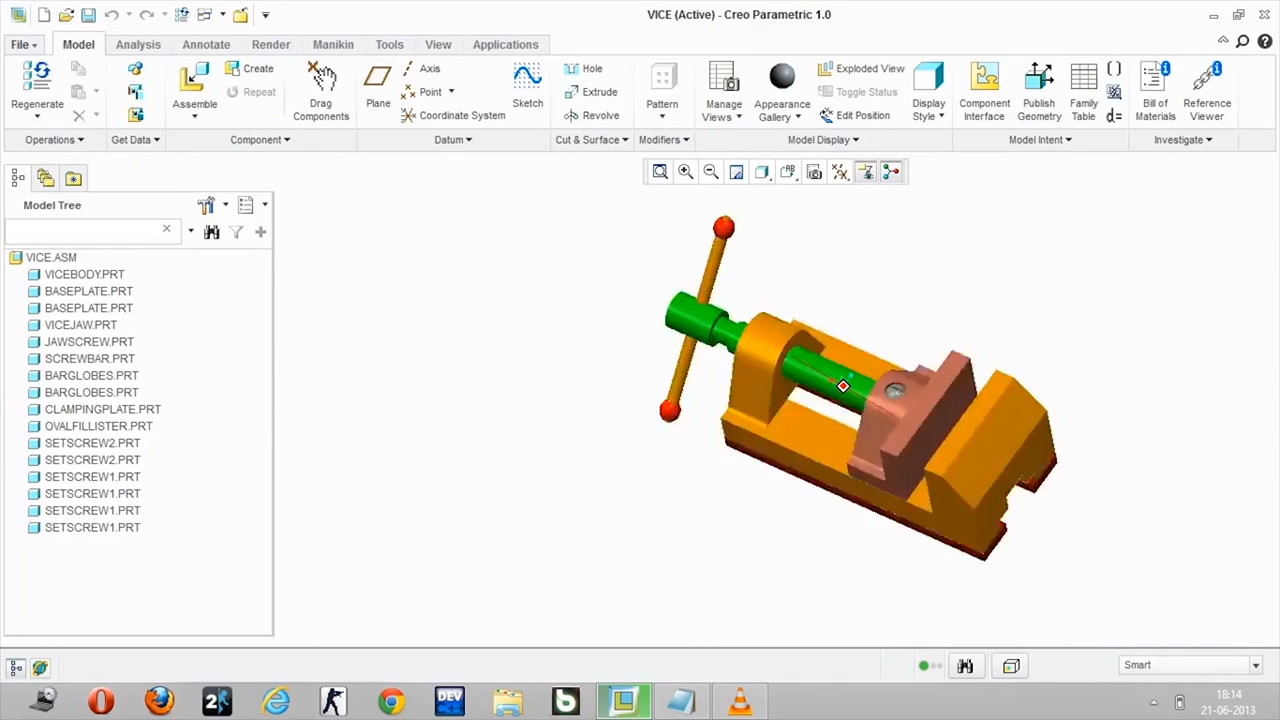 VICE (Active) - Creo Parametric 1.0
File Model Analysis Annotate Render Manikin Tools View Applications
Regenerate
Operations
Get Data
Assemble
Create
Repeat
Drag Components
Component
Plane
Axis
Point
Coordinate System
Sketch
Datum
Hole
Extrude
Revolve
Cut & Surface
Pattern
Modifiers
Manage Views
Appearance Gallery
Exploded View
Toggle Status
Edit Position
Display Style
Model Display
Component Interface
Publish Geometry
Family Table
d=
Model Intent
Bill of Materials
Reference Viewer
Investigate
Model Tree
VICE.ASM
VICEBODY.PRT
BASEPLATE.PRT
BASEPLATE.PRT
VICEJAW.PRT
JAWSCREW.PRT
SCREWBAR.PRT
BARGLOBES.PRT
BARGLOBES.PRT
CLAMPINGPLATE.PRT
OVALFILLISTER.PRT
SETSCREW2.PRT
SETSCREW2.PRT
SETSCREW1.PRT
SETSCREW1.PRT
SETSCREW1.PRT
SETSCREW1.PRT
Smart
2K
DEV
b
18:14
21-06-2013